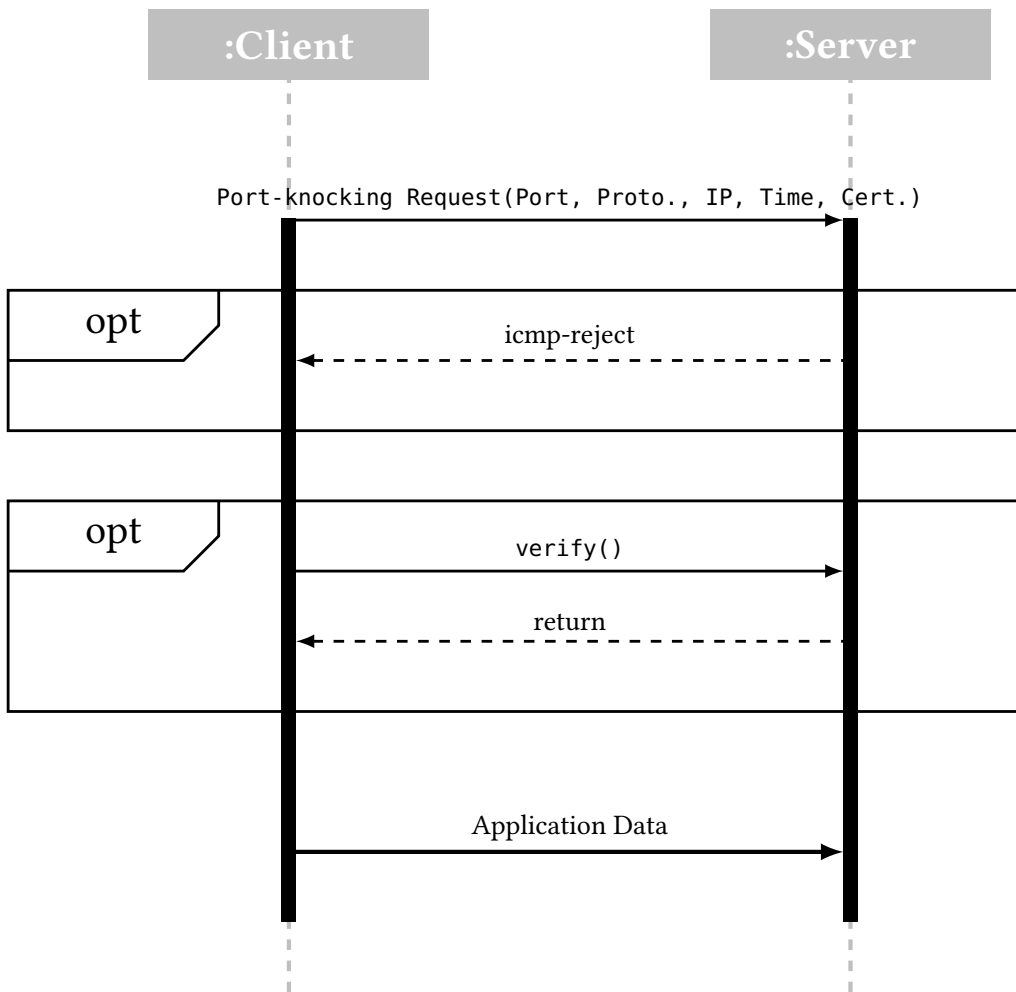 :Client
:Server
Port-knocking Request(Port, Proto., IP, Time, Cert.)
opt
icmp-reject
opt
verify()
return
Application Data